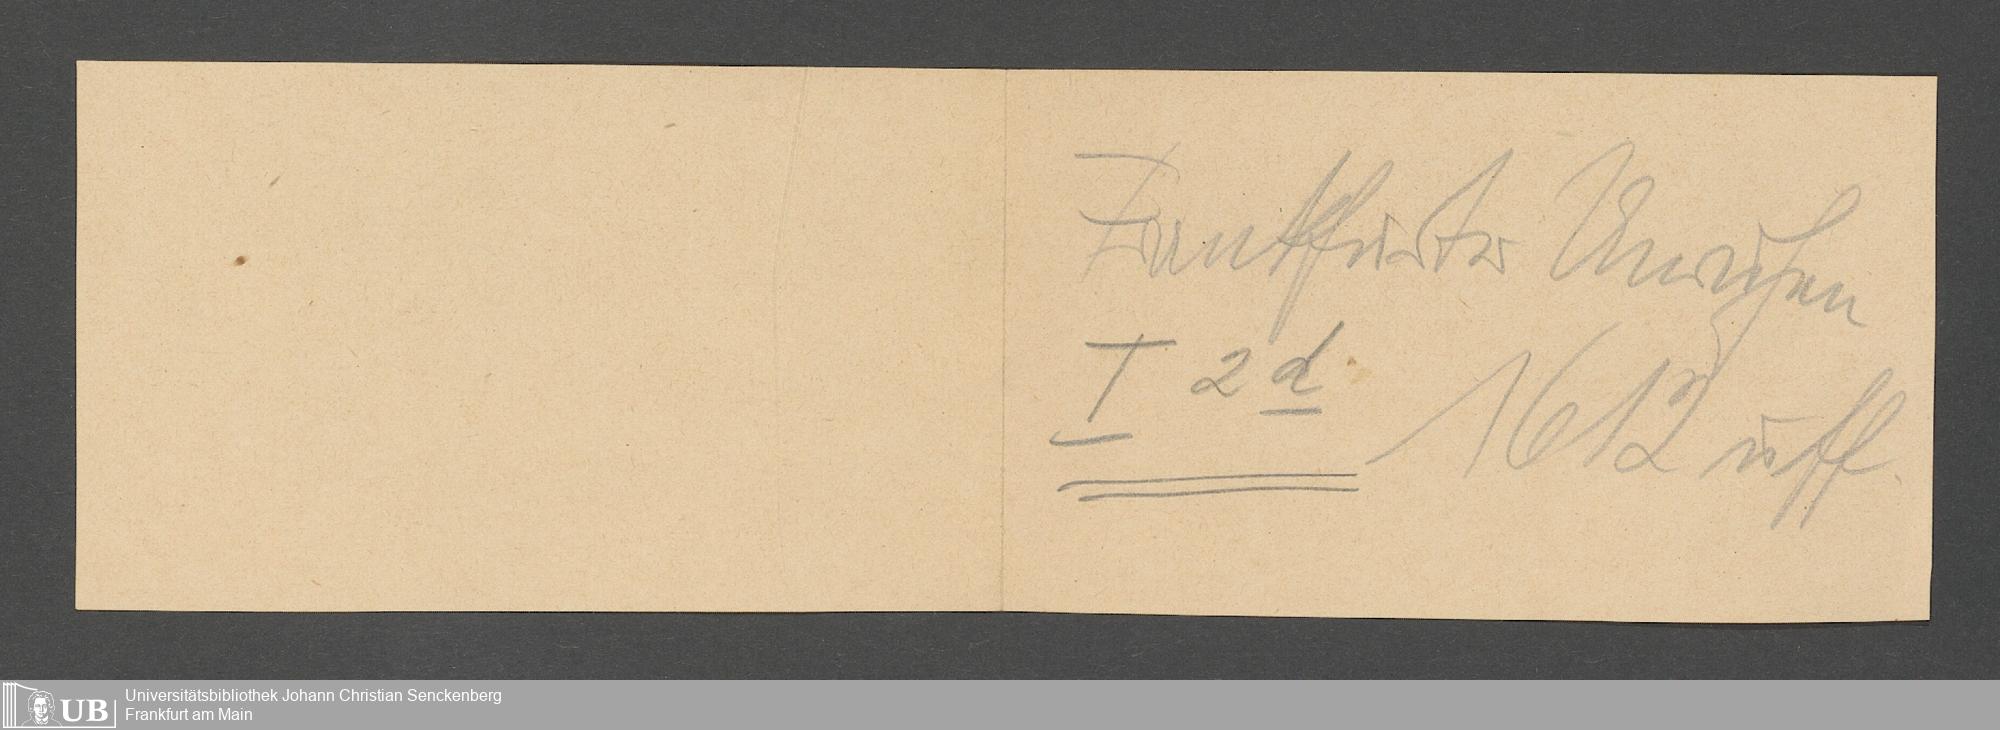 Frankfurter Unruhen
I 2 d
1612 u ff.
UB
Universitätsbibliothek Johann Christian Senckenberg
Frankfurt am Main